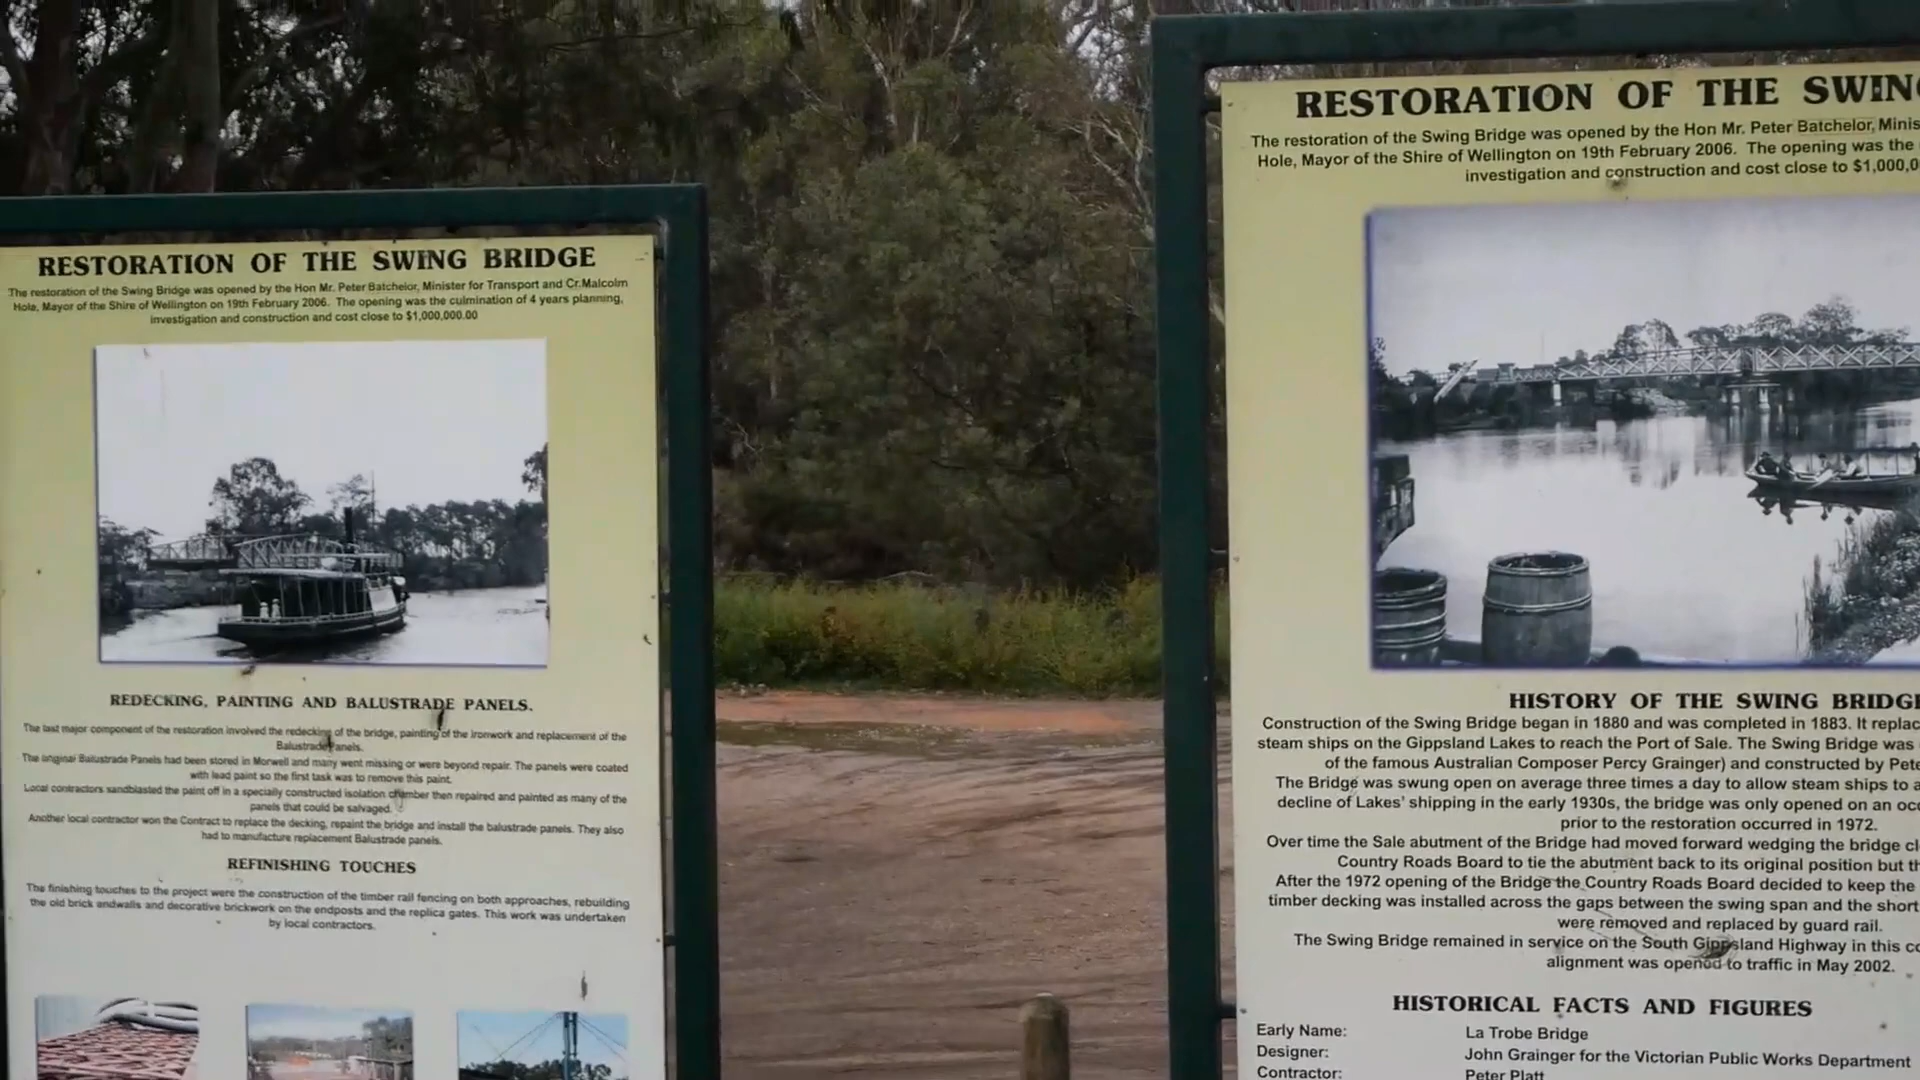 RESTORATION OF THE SWING BRIDGE
The restoration of the Swing Bridge was opened by the Hon Mr. Peter Batchelor, Minister for Transport and Cr.Malcolm
Hole, Mayor of the Shire of Wellington on 19th February 2006. The opening was the culmination of 4 years planning,
investigation and construction and cost close to $1,000,000.00
REDECKING, PAINTING AND BALUSTRADE PANELS.
The last major component of the restoration involved the redecking of the bridge, painting of the ironwork and replacement of the
Balustrade Panels.
The original Balustrade Panels had been stored in Morwell and many went missing or were beyond repair. The panels were coated
with lead paint so the first task was to remove this paint.
Local contractors sandblasted the paint off in a specially constructed isolation chamber then repaired and painted as many of the
panels that could be salvaged.
Another local contractor won the Contract to replace the decking, repaint the bridge and install the balustrade panels. They also
had to manufacture replacement Balustrade panels.
REFINISHING TOUCHES
The finishing touches to the project were the construction of the timber rail fencing on both approaches, rebuilding
the old brick endwalls and decorative brickwork on the endposts and the replica gates. This work was undertaken
by local contractors.
RESTORATION OF THE SWING
The restoration of the Swing Bridge was opened by the Hon Mr. Peter Batchelor, Minis
Hole, Mayor of the Shire of Wellington on 19th February 2006. The opening was the
investigation and construction and cost close to $1,000,0
HISTORY OF THE SWING BRIDGE
Construction of the Swing Bridge began in 1880 and was completed in 1883. It replac
steam ships on the Gippsland Lakes to reach the Port of Sale. The Swing Bridge was
of the famous Australian Composer Percy Grainger) and constructed by Pete
The Bridge was swung open on average three times a day to allow steam ships to a
decline of Lakes' shipping in the early 1930s, the bridge was only opened on an occ
prior to the restoration occurred in 1972.
Over time the Sale abutment of the Bridge had moved forward wedging the bridge cl
Country Roads Board to tie the abutment back to its original position but th
After the 1972 opening of the Bridge the Country Roads Board decided to keep the
timber decking was installed across the gaps between the swing span and the short
were removed and replaced by guard rail.
The Swing Bridge remained in service on the South Gippsland Highway in this co
alignment was opened to traffic in May 2002.
HISTORICAL FACTS AND FIGURES
Early Name: La Trobe Bridge
Designer: John Grainger for the Victorian Public Works Department
Contractor: Peter Platt